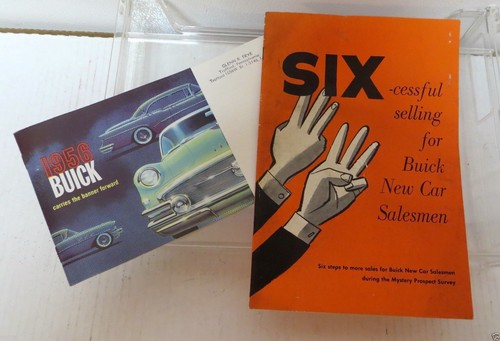 1956
BUICK
carries the banner forward
SIX
-cessful
selling
for
Buick
New Car
Salesmen
Six steps to more sales for Buick New Car Salesmen
during the Mystery Prospect Survey